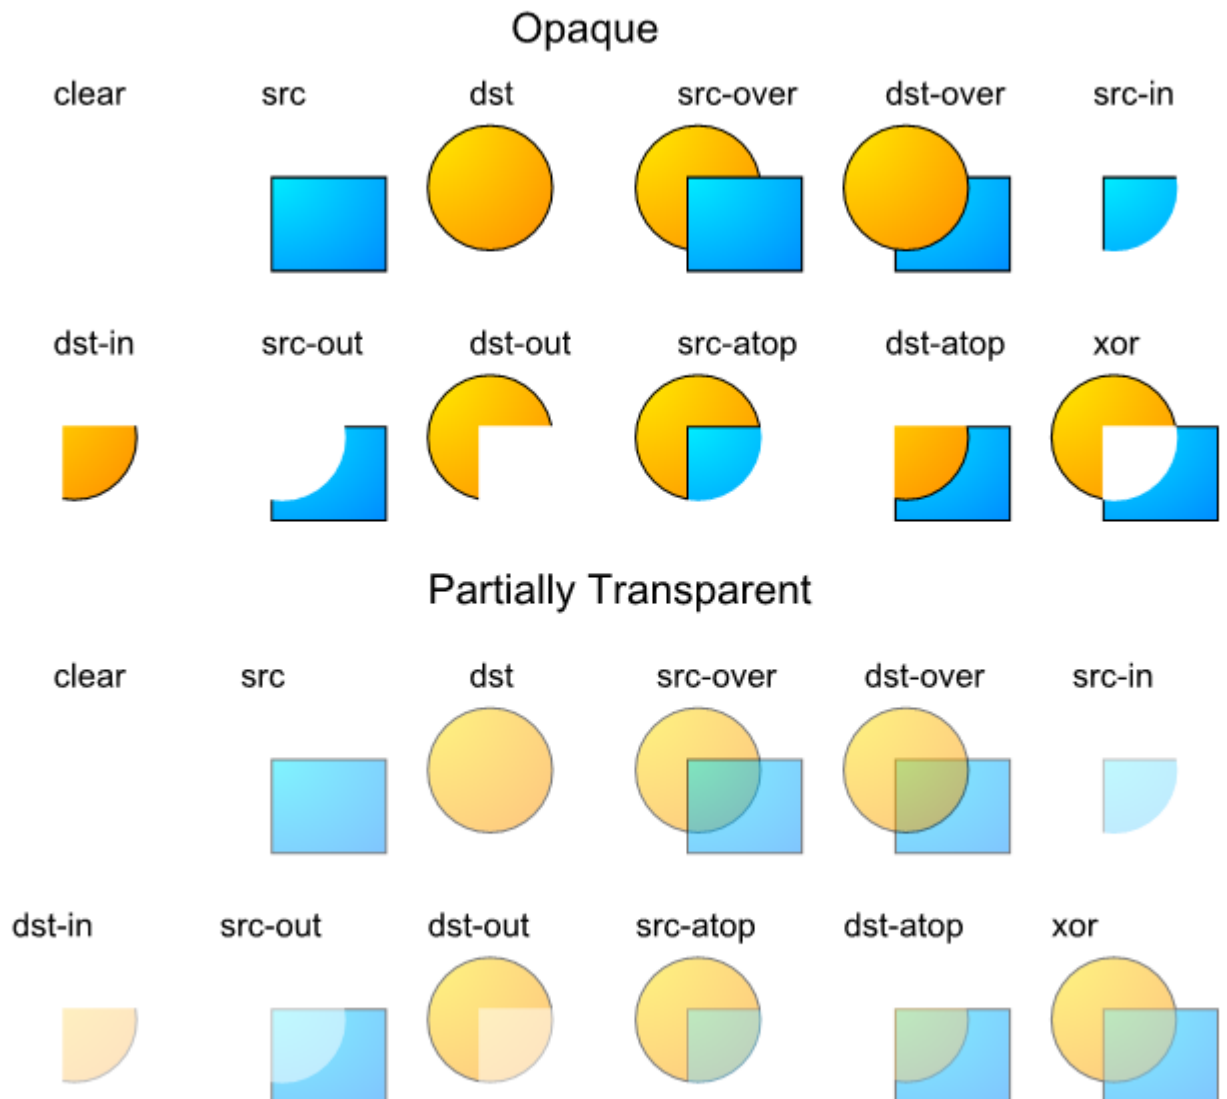 Opaque
clear src dst src-over dst-over src-in
dst-in src-out dst-out src-atop dst-atop xor
Partially Transparent
clear src dst src-over dst-over src-in
dst-in src-out dst-out src-atop dst-atop xor